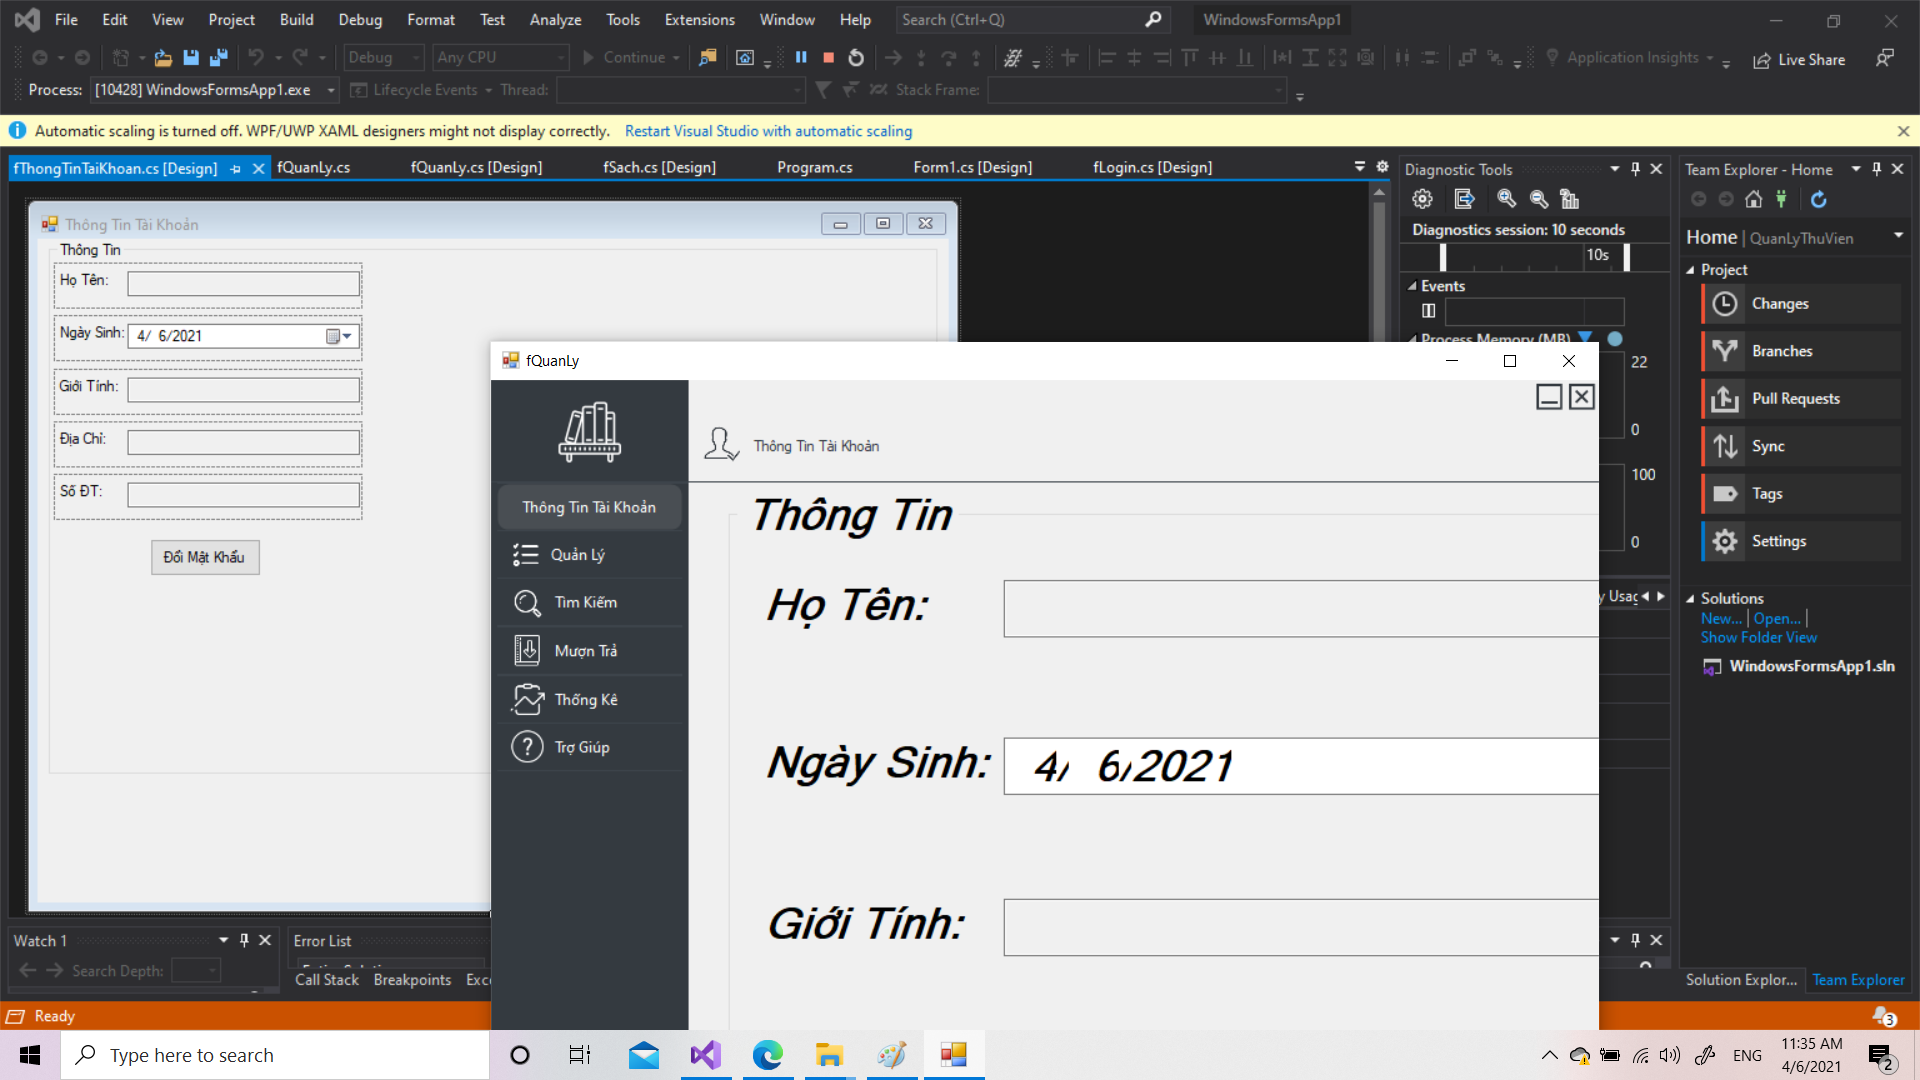 File Edit View Project Build Debug Format Test Analyze Tools Extensions Window Help Search (Ctrl+Q) WindowsFormsApp1
Debug Any CPU Continue Application Insights Live Share
Process: [10428] WindowsFormsApp1.exe Lifecycle Events Thread: Stack Frame:
Automatic scaling is turned off. WPF/UWP XAML designers might not display correctly. Restart Visual Studio with automatic scaling
fThongTinTaiKhoan.cs [Design] fQuanLy.cs fQuanLy.cs [Design] fSach.cs [Design] Program.cs Form1.cs [Design] fLogin.cs [Design]
Thông Tin Tài Khoản
Thông Tin
Họ Tên:
Ngày Sinh: 4/ 6/2021
Giới Tính:
Địa Chỉ:
Số ĐT:
Đổi Mật Khẩu
fQuanLy
Thông Tin Tài Khoản
Thông Tin Tài Khoản
Quản Lý
Tìm Kiếm
Mượn Trả
Thống Kê
Trợ Giúp
Thông Tin
Họ Tên:
Ngày Sinh: 4/ 6/2021
Giới Tính:
Diagnostic Tools
Diagnostics session: 10 seconds
10s
Events
Process Memory (MB)
22
0
100
0
y Usag
Team Explorer - Home
Home | QuanLyThuVien
Project
Changes
Branches
Pull Requests
Sync
Tags
Settings
Solutions
New... | Open... |
Show Folder View
WindowsFormsApp1.sln
Solution Explor... Team Explorer
Watch 1
Search Depth:
Error List
Call Stack Breakpoints Exc
Ready
3
Type here to search
ENG
11:35 AM
4/6/2021
2